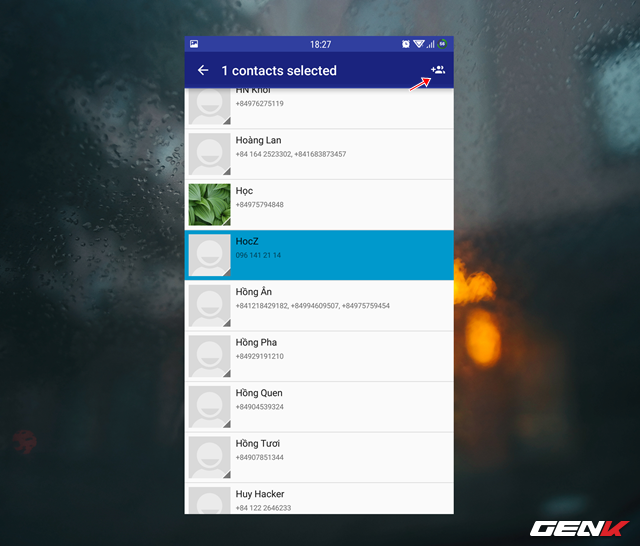 18:27
1 contacts selected
HN Khôi
+84976275119
Hoàng Lan
+84 164 2523302, +841683873457
Học
+84975794848
HocZ
096 141 21 14
Hồng Ân
+841218429182, +84994609507, +84975759454
Hồng Pha
+84929191210
Hồng Quen
+84904539324
Hồng Tươi
+84907851344
Huy Hacker
+84 122 2646233
GENK